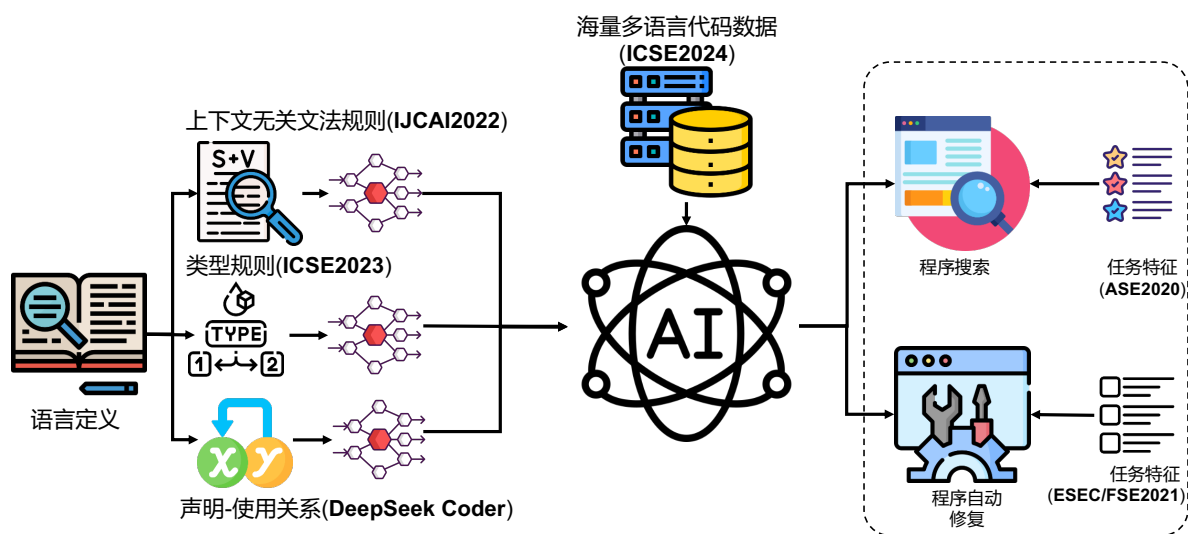 海量多语言代码数据
(ICSE2024)
上下文无关文法规则(IJCAI2022)
S+V
类型规则(ICSE2023)
TYPE
1
2
语言定义
X
y
声明-使用关系(DeepSeek Coder)
AI
程序搜索
任务特征
(ASE2020)
程序自动
修复
任务特征
(ESEC/FSE2021)